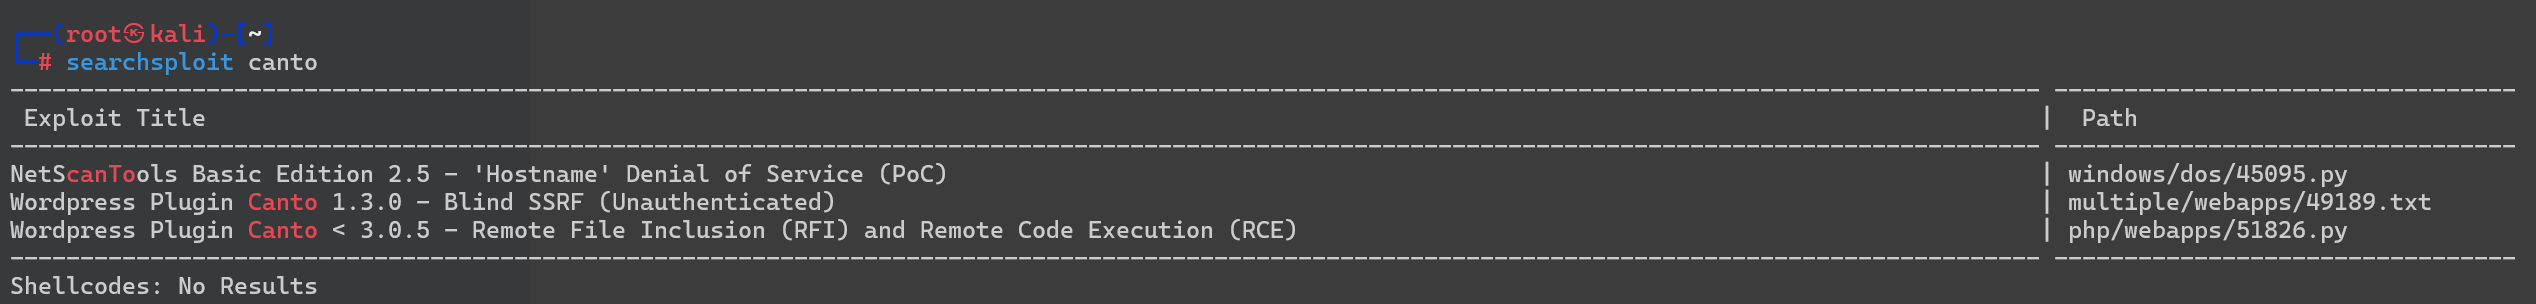 ┌──(root㉿kali)-[~]
└─# searchsploit canto
---------------------------------------------------------------------------------------------------------------------------------------------------- ---------------------------------
 Exploit Title                                                                                                                                      |  Path
---------------------------------------------------------------------------------------------------------------------------------------------------- ---------------------------------
NetScanTools Basic Edition 2.5 - 'Hostname' Denial of Service (PoC)                                                                                 | windows/dos/45095.py
Wordpress Plugin Canto 1.3.0 - Blind SSRF (Unauthenticated)                                                                                         | multiple/webapps/49189.txt
Wordpress Plugin Canto < 3.0.5 - Remote File Inclusion (RFI) and Remote Code Execution (RCE)                                                        | php/webapps/51826.py
---------------------------------------------------------------------------------------------------------------------------------------------------- ---------------------------------
Shellcodes: No Results